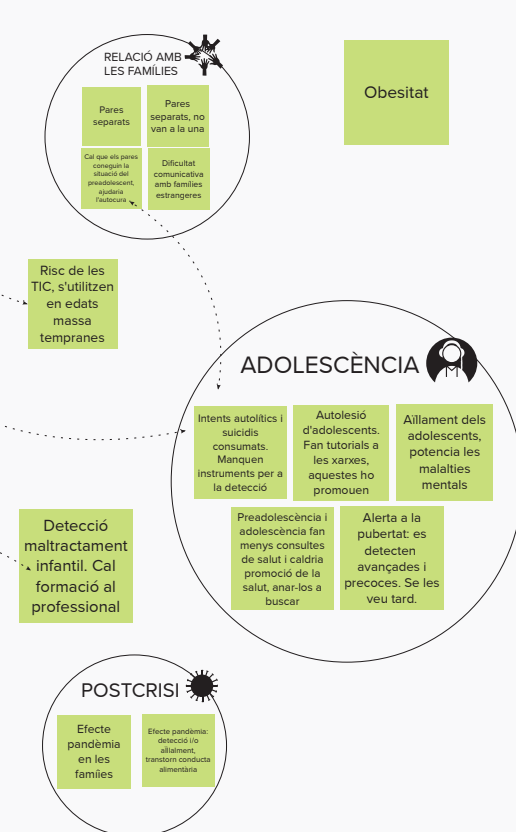 RELACIÓ AMB
LES FAMÍLIES
Pares
separats
Pares
separats, no
van a la una
Cal que els pares
coneguin la
situació del
preadolescent,
ajudaria
l'autocura
Dificultat
comunicativa
amb famílies
estrangeres
Obesitat
Risc de les
TIC, s'utilitzen
en edats
massa
tempranes
ADOLESCÈNCIA
Intents autolítics i
suicidis
consumats.
Manquen
instruments per a
la detecció
Autolesió
d'adolescents.
Fan tutorials a
les xarxes,
aquestes ho
promouen
Aïllament dels
adolescents,
potencia les
malalties
mentals
Preadolescència i
adolescència fan
menys consultes
de salut i caldria
promoció de la
salut, anar-los a
buscar
Alerta a la
pubertat: es
detecten
avançades i
precoces. Se les
veu tard.
Detecció
maltractament
infantil. Cal
formació al
professional
POSTCRISI
Efecte
pandèmia
en les
famíies
Efecte pandèmia:
detecció i/o
aïllalment,
transtorn conducta
alimentària